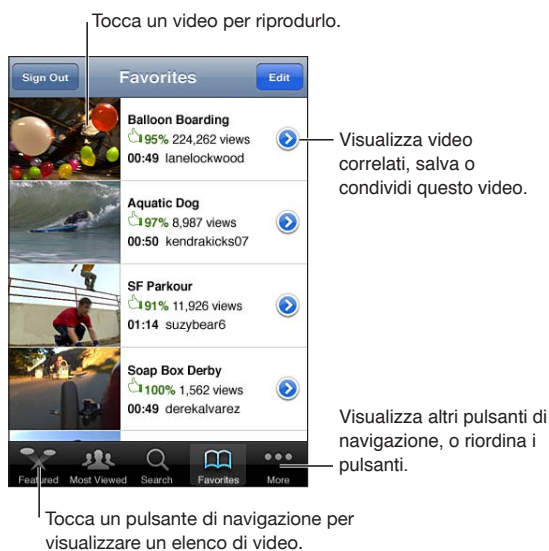 Tocca un video per riprodurlo.
Sign Out
Favorites
Edit
Balloon Boarding
95% 224,262 views
00:49 lanelockwood
Visualizza video
correlati, salva o
condividi questo video.
Aquatic Dog
97% 8,987 views
00:50 kendrakicks07
SF Parkour
91% 11,926 views
01:14 suzybear6
Soap Box Derby
100% 1,562 views
00:49 derekalvarez
Visualizza altri pulsanti di
navigazione, o riordina i
pulsanti.
Featured
Most Viewed
Search
Favorites
More
Tocca un pulsante di navigazione per
visualizzare un elenco di video.